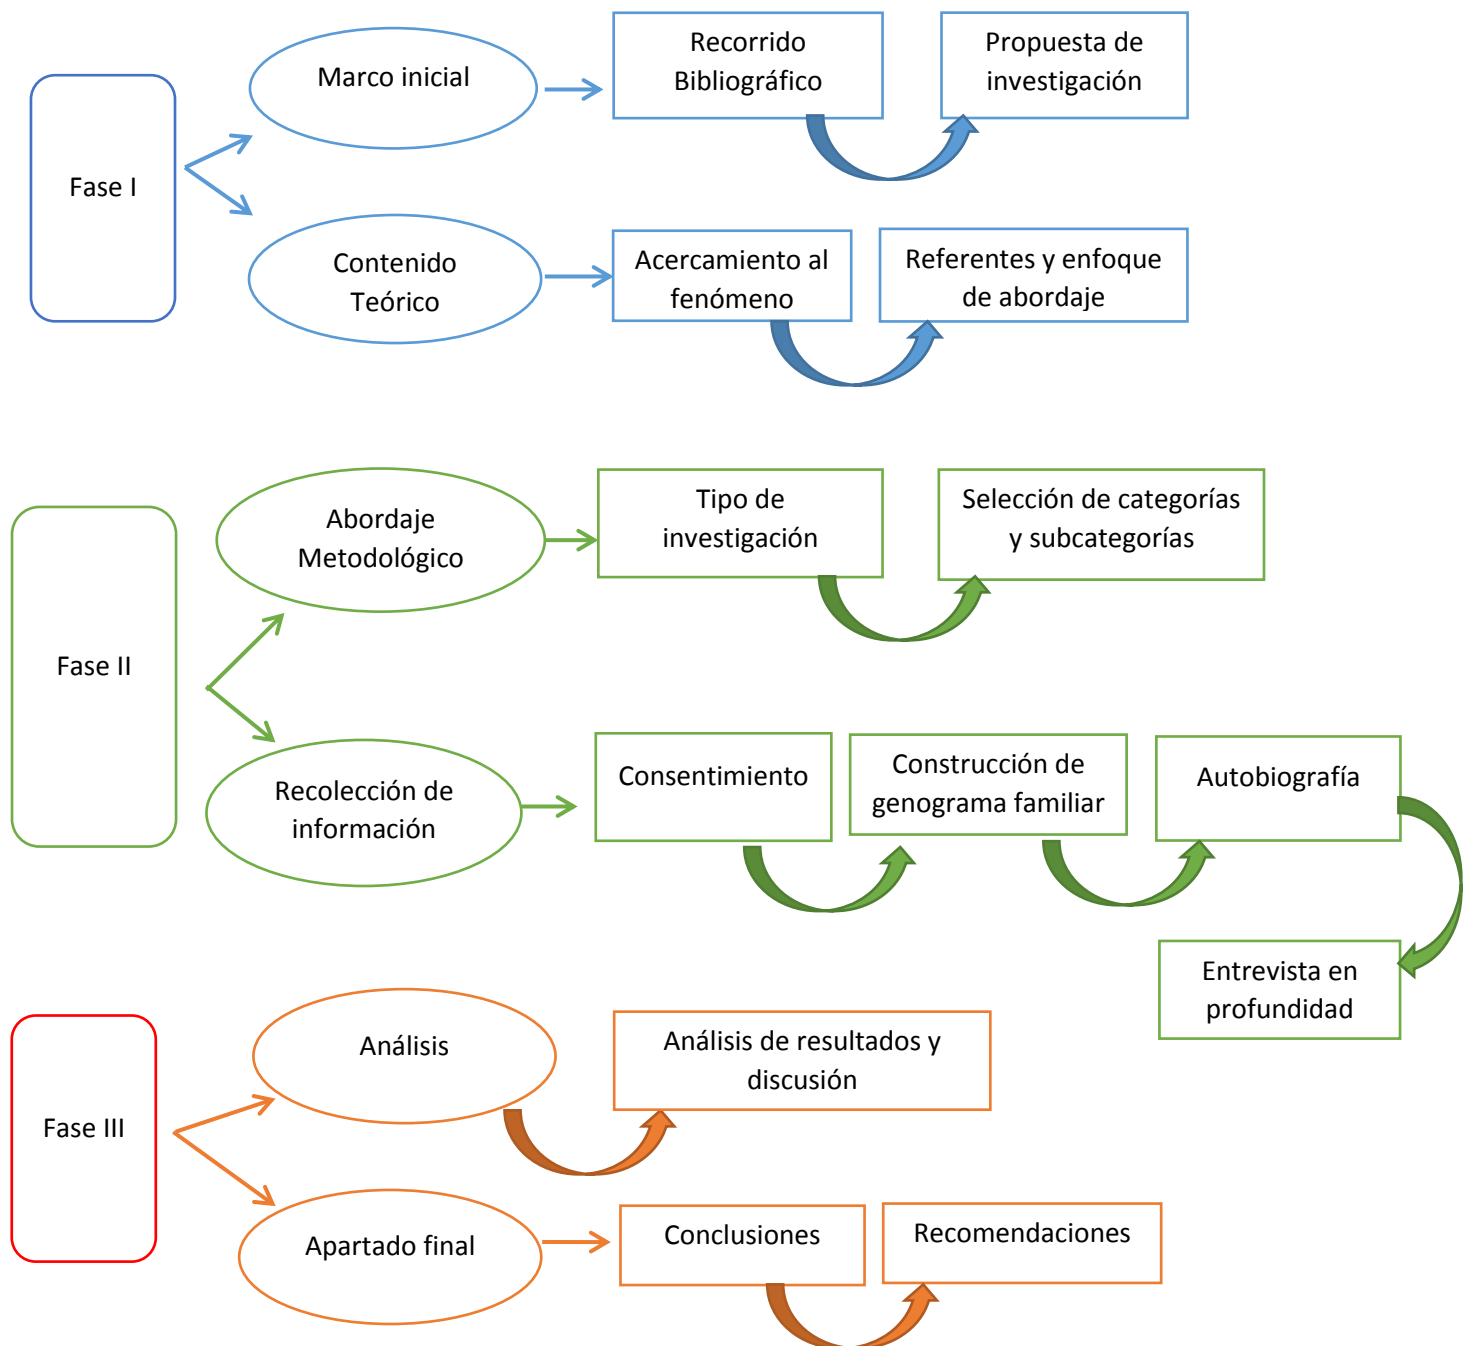 Fase I
Marco inicial
Recorrido
Bibliográfico
Propuesta de
investigación
Contenido
Teórico
Acercamiento al
fenómeno
Referentes y enfoque
de abordaje
Fase II
Abordaje
Metodológico
Tipo de
investigación
Selección de categorías
y subcategorías
Recolección de
información
Consentimiento
Construcción de
genograma familiar
Autobiografía
Entrevista en
profundidad
Fase III
Análisis
Análisis de resultados y
discusión
Apartado final
Conclusiones
Recomendaciones